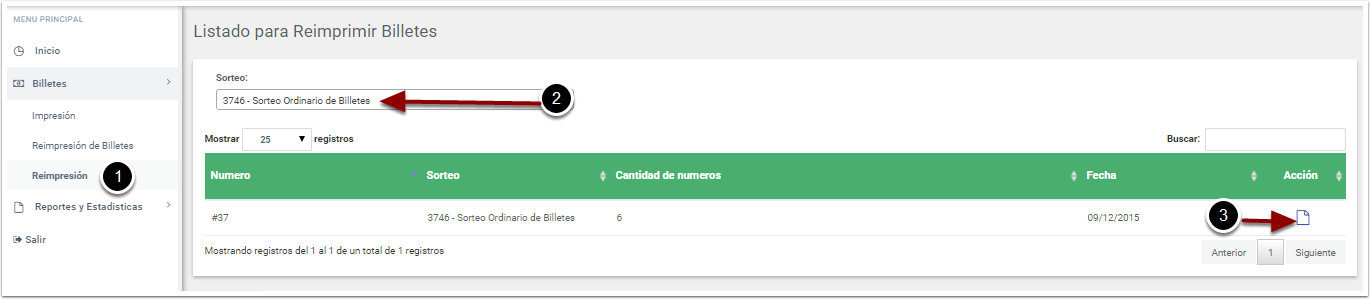 MENU PRINCIPAL
Inicio
Billetes
Impresión
Reimpresión de Billetes
Reimpresión
1
Reportes y Estadisticas
Salir
Listado para Reimprimir Billetes
Sorteo:
3746 - Sorteo Ordinario de Billetes
2
Mostrar 25 registros
Buscar:
Numero Sorteo Cantidad de numeros Fecha Acción
#37 3746 - Sorteo Ordinario de Billetes 6 09/12/2015
3
Mostrando registros del 1 al 1 de un total de 1 registros
Anterior 1 Siguiente